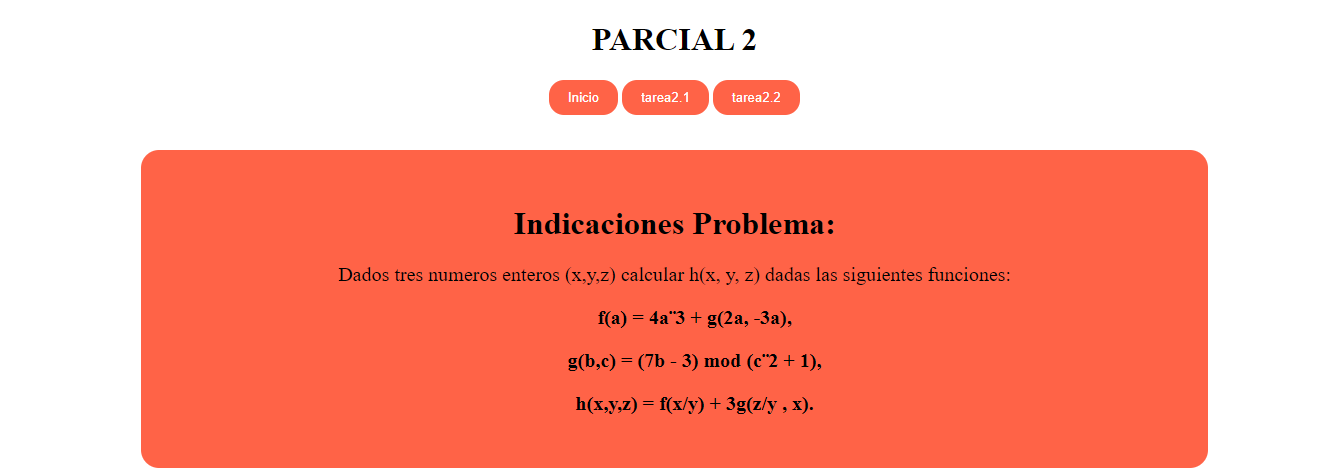 PARCIAL 2
Inicio tarea2.1 tarea2.2
Indicaciones Problema:
Dados tres numeros enteros (x,y,z) calcular h(x, y, z) dadas las siguientes funciones:
f(a) = 4a¨3 + g(2a, -3a),
g(b,c) = (7b - 3) mod (c¨2 + 1),
h(x,y,z) = f(x/y) + 3g(z/y , x).